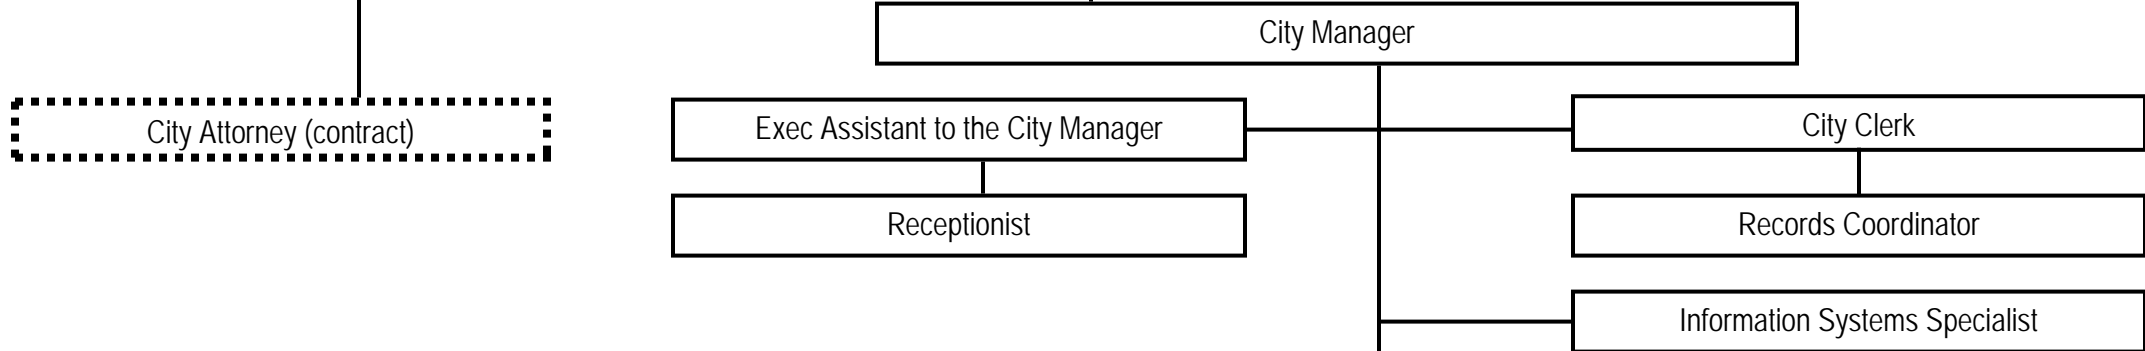 City Manager
City Attorney (contract)
Exec Assistant to the City Manager
City Clerk
Receptionist
Records Coordinator
Information Systems Specialist